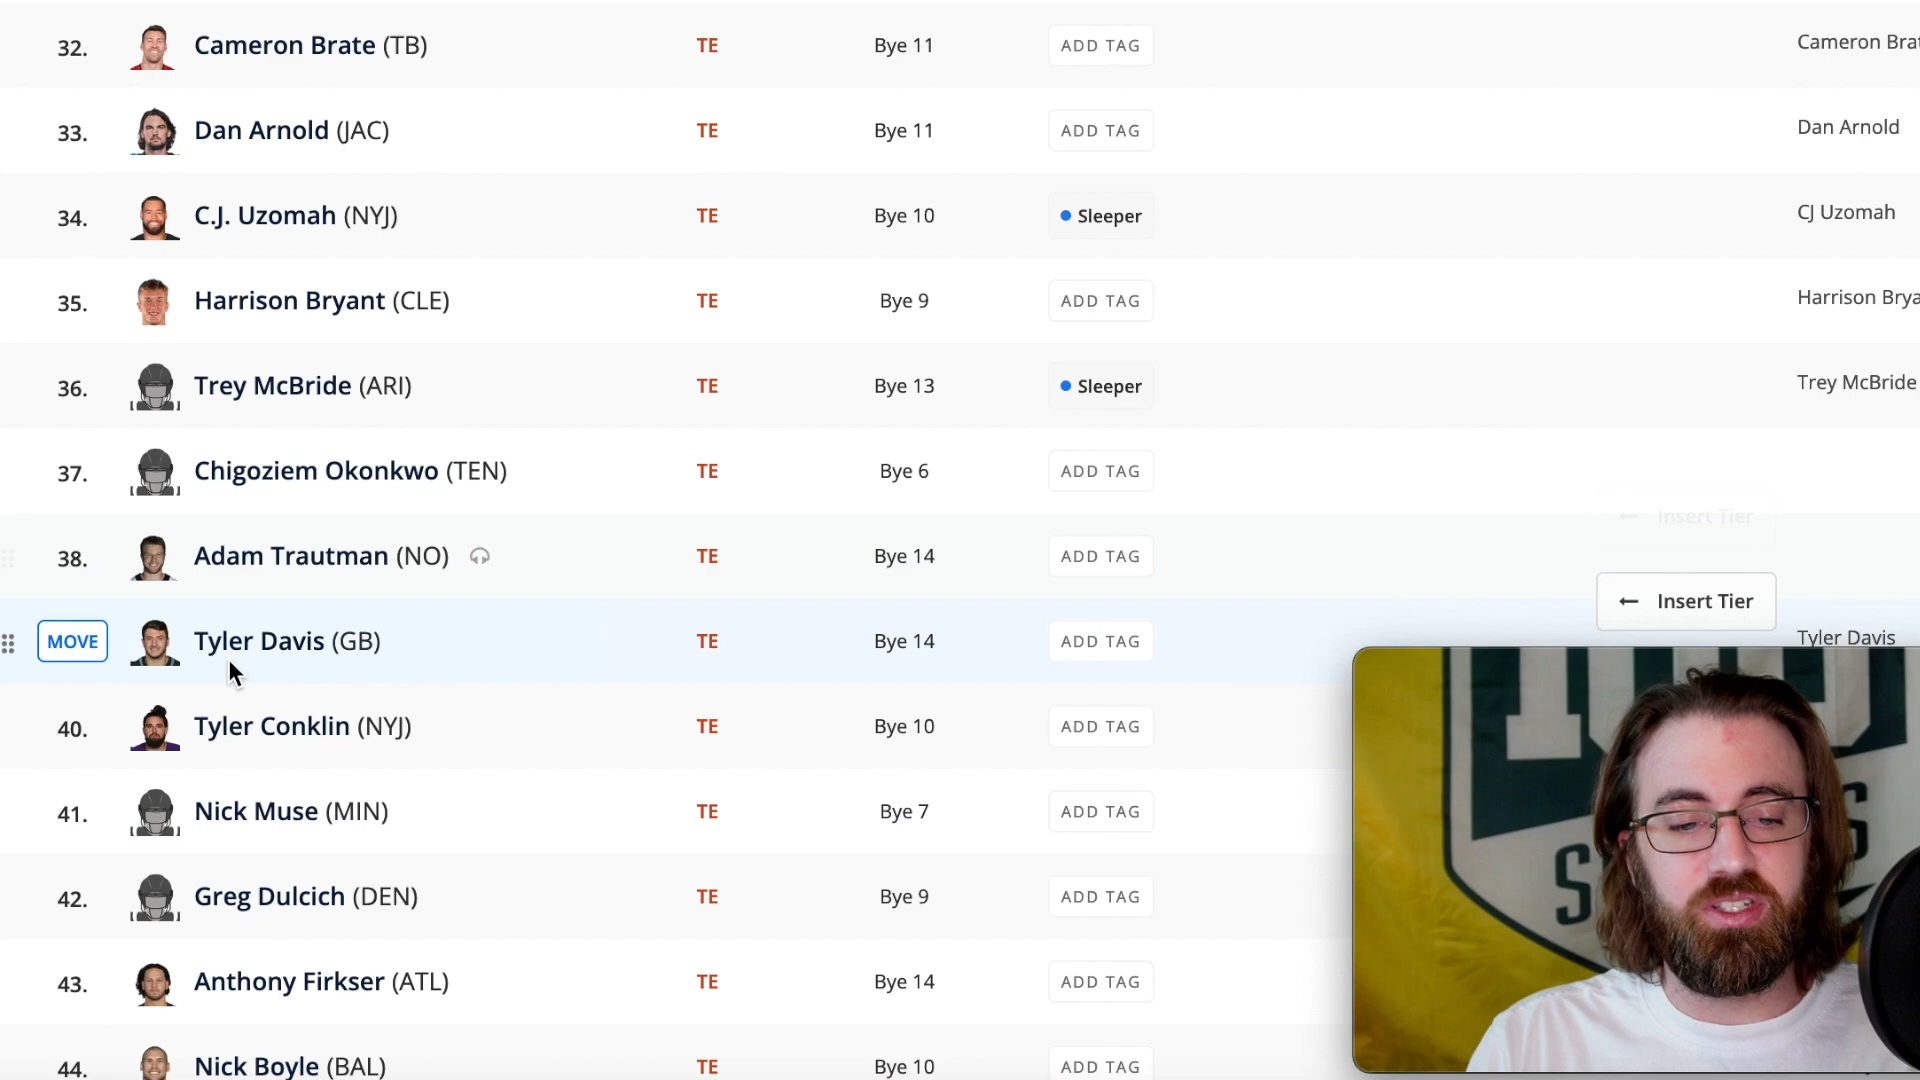 32. Cameron Brate (TB) TE Bye 11 ADD TAG Cameron Bra
33. Dan Arnold (JAC) TE Bye 11 ADD TAG Dan Arnold
34. C.J. Uzomah (NYJ) TE Bye 10 Sleeper CJ Uzomah
35. Harrison Bryant (CLE) TE Bye 9 ADD TAG Harrison Brya
36. Trey McBride (ARI) TE Bye 13 Sleeper Trey McBride
37. Chigoziem Okonkwo (TEN) TE Bye 6 ADD TAG
← Insert Tier
38. Adam Trautman (NO) TE Bye 14 ADD TAG
← Insert Tier
MOVE Tyler Davis (GB) TE Bye 14 ADD TAG Tyler Davis
40. Tyler Conklin (NYJ) TE Bye 10 ADD TAG
41. Nick Muse (MIN) TE Bye 7 ADD TAG
42. Greg Dulcich (DEN) TE Bye 9 ADD TAG
43. Anthony Firkser (ATL) TE Bye 14 ADD TAG
44. Nick Boyle (BAL) TE Bye 10 ADD TAG